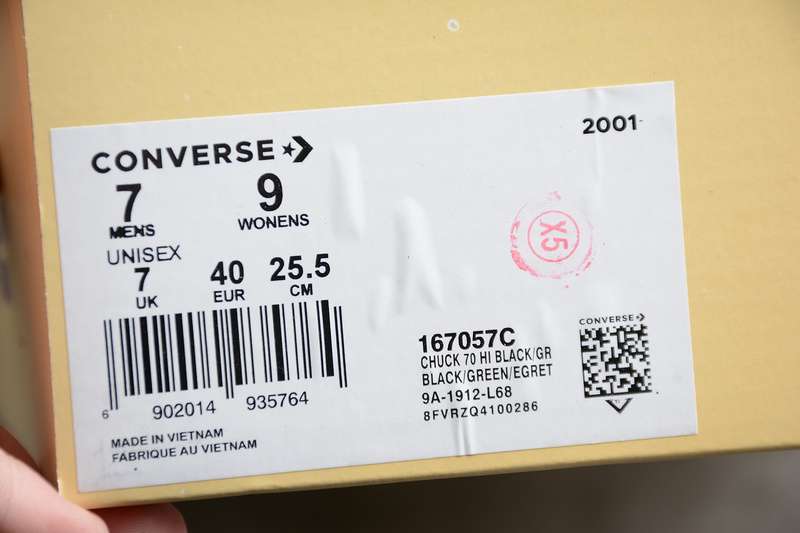 CONVERSE
2001
7 9
MENS WONENS
UNISEX
7 40 25.5
UK EUR CM
X5
6 902014 935764
167057C
CHUCK 70 HI BLACK/GR
BLACK/GREEN/EGRET
9A-1912-L68
8FVRZQ4100286
CONVERSE
MADE IN VIETNAM
FABRIQUE AU VIETNAM